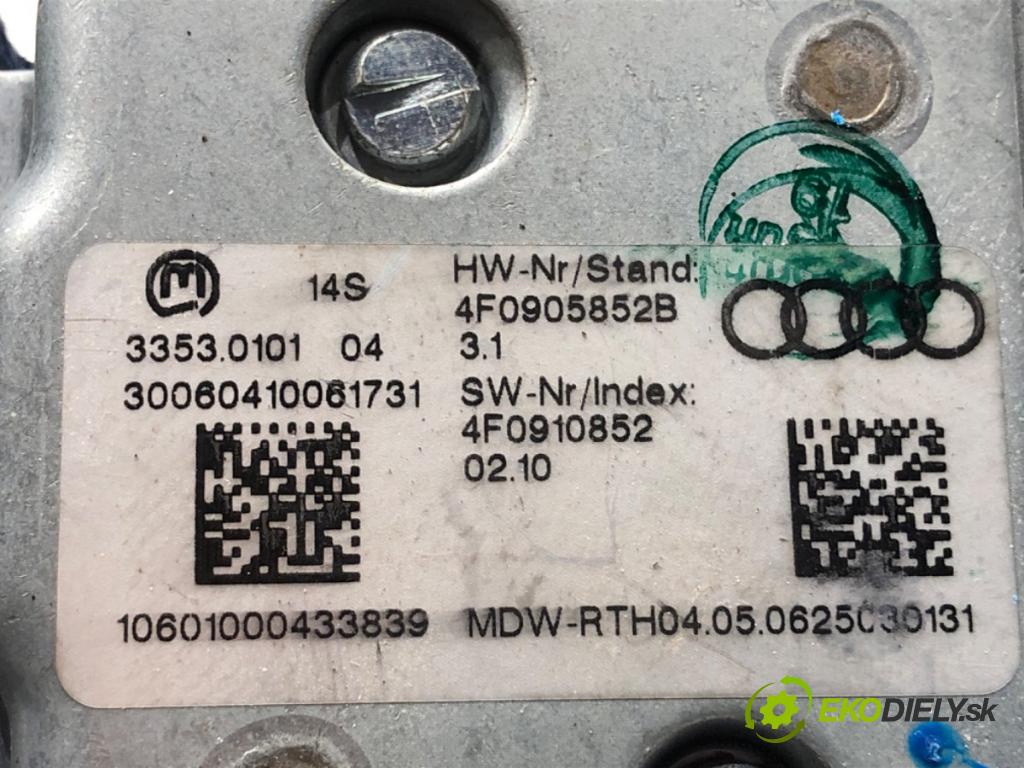 M
14S
3353.0101 04
30060410061731
HW-Nr/Stand:
4F0905852B
3.1
SW-Nr/Index:
4F0910852
02.10
10601000433839
MDW-RTH04.05.0625030131
EKODIELY.sk